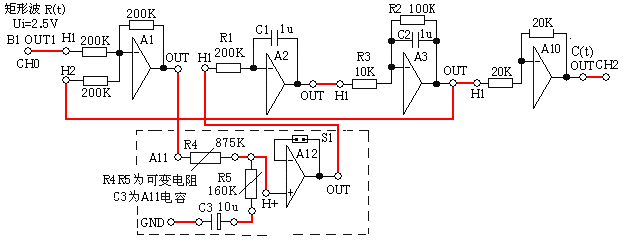 矩形波 R(t)
Ui=2.5V
B1 OUT1 H1
CH0
200K
200K
A1
OUT
H2
200K
H1
R1
200K
C1
1u
A2
OUT
H1
R3
10K
R2 100K
C2
1u
A3
OUT
H1
20K
20K
A10
C(t)
OUT
CH2
A11
R4
875K
R4 R5为可变电阻
C3为A11电容
R5
160K
S1
A12
H+
OUT
GND
C3
10u